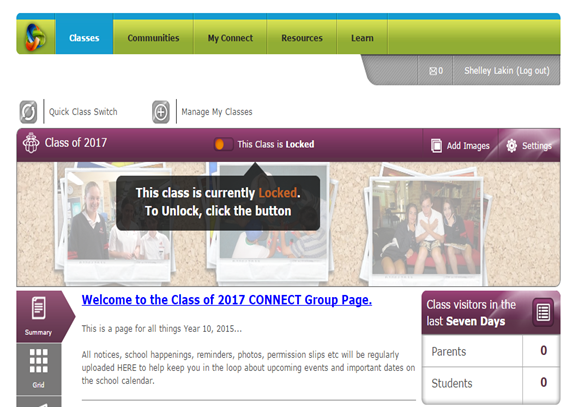 Classes
Communities
My Connect
Resources
Learn
0
Shelley Lakin (Log out)
Quick Class Switch
Manage My Classes
Class of 2017
This Class is Locked
Add Images
Settings
This class is currently Locked.
To Unlock, click the button
Summary
Grid
Welcome to the Class of 2017 CONNECT Group Page.
This is a page for all things Year 10, 2015...
All notices, school happenings, reminders, photos, permission slips etc will be regularly
uploaded HERE to help keep you in the loop about upcoming events and important dates on
the school calendar.
Class visitors in the
last Seven Days
Parents 0
Students 0